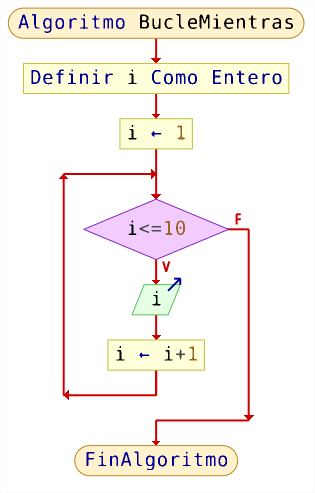 Algoritmo BucleMientras
Definir i Como Entero
i ← 1
i<=10
F
V
i
i ← i+1
FinAlgoritmo